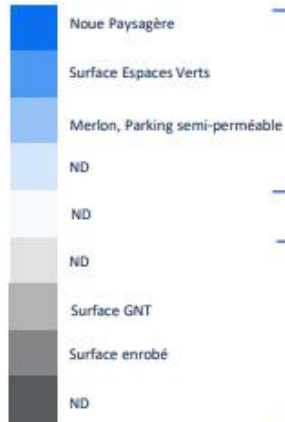 Noue Paysagère
Surface Espaces Verts
Merlon, Parking semi-perméable
ND
ND
ND
Surface GNT
Surface enrobé
ND